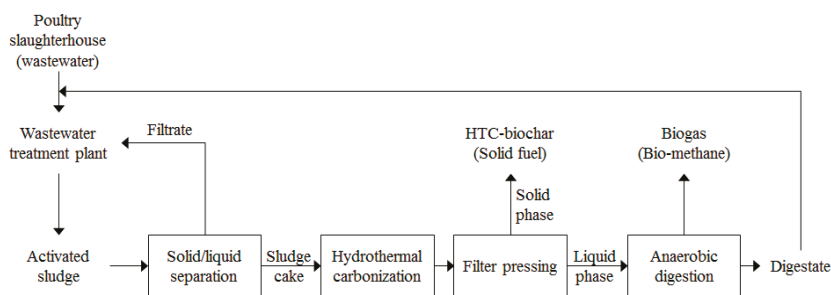 Poultry
slaughterhouse
(wastewater)
Wastewater
treatment plant
Filtrate
HTC-biochar
(Solid fuel)
Biogas
(Bio-methane)
Solid
phase
Activated
sludge
Solid/liquid
separation
Sludge
cake
Hydrothermal
carbonization
Filter pressing
Liquid
phase
Anaerobic
digestion
Digestate